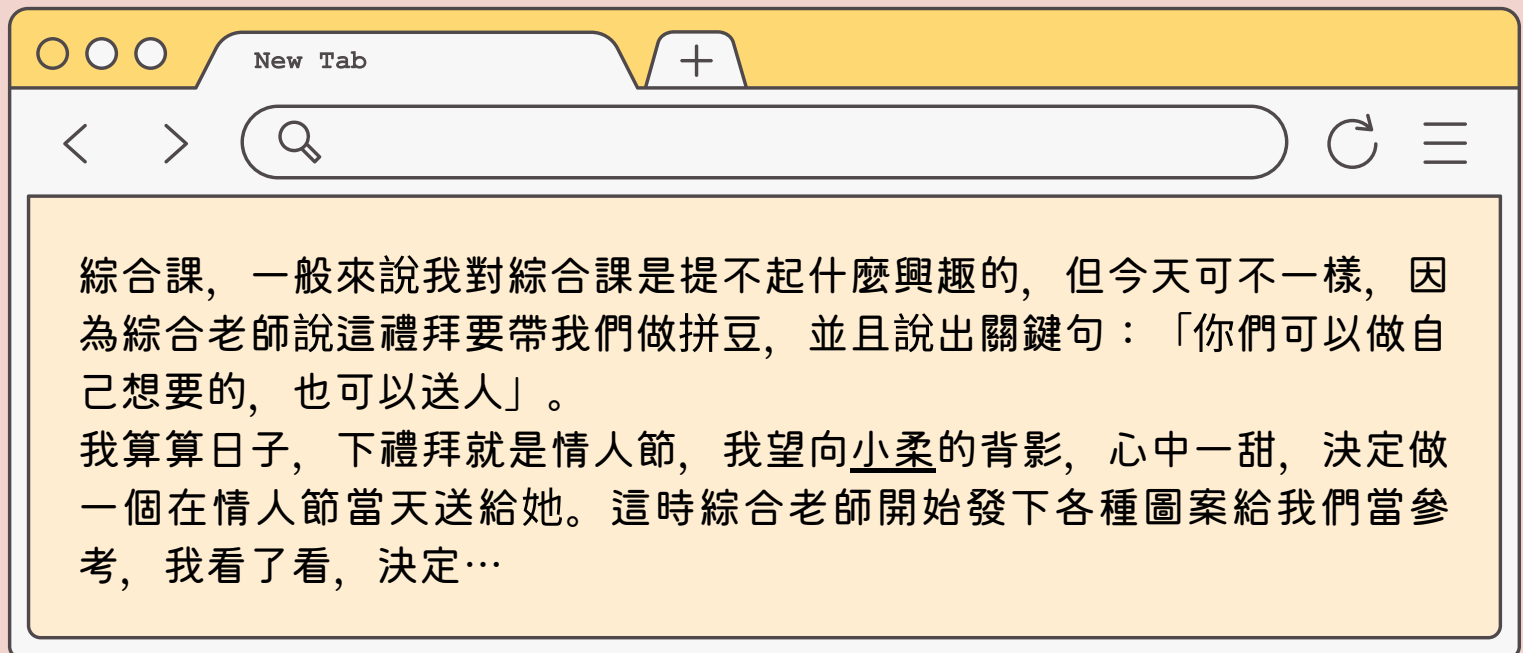 New Tab
綜合課，一般來說我對綜合課是提不起什麼興趣的，但今天可不一樣，因
為綜合老師說這禮拜要帶我們做拼豆，並且說出關鍵句：「你們可以做自
己想要的，也可以送人」。
我算算日子，下禮拜就是情人節，我望向小柔的背影，心中一甜，決定做
一個在情人節當天送給她。這時綜合老師開始發下各種圖案給我們當參
考，我看了看，決定…